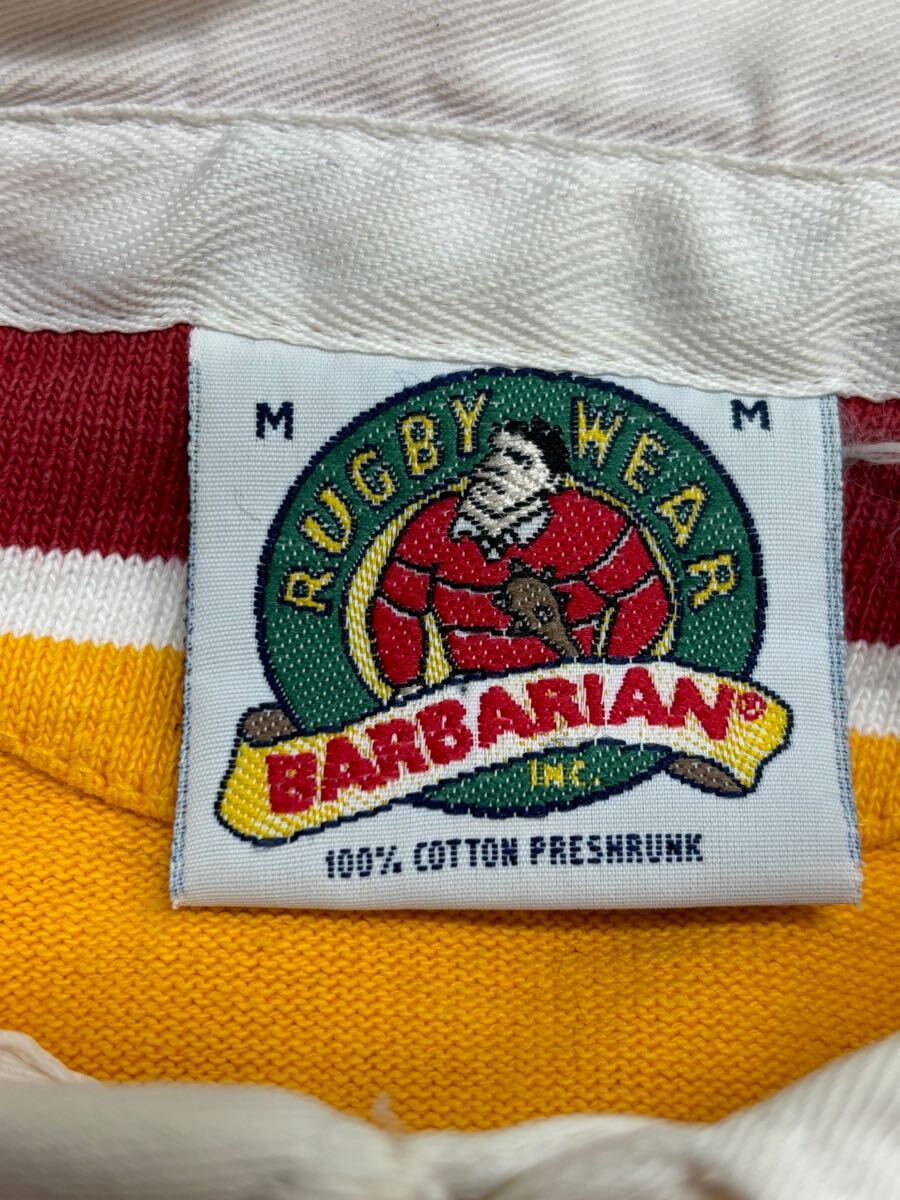 M M
RUGBY WEAR
BARBARIAN®
INC.
100% COTTON PRESHRUNK